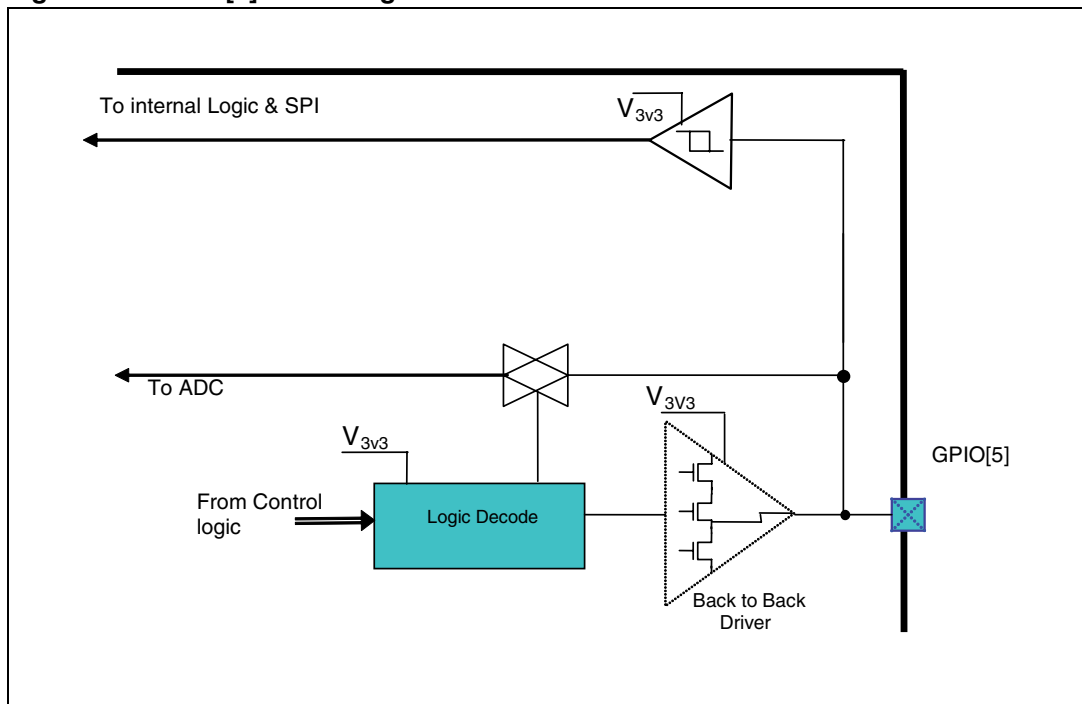 To internal Logic & SPI
V3v3
To ADC
V3V3
V3v3
GPIO[5]
From Control
logic
Logic Decode
Back to Back
Driver